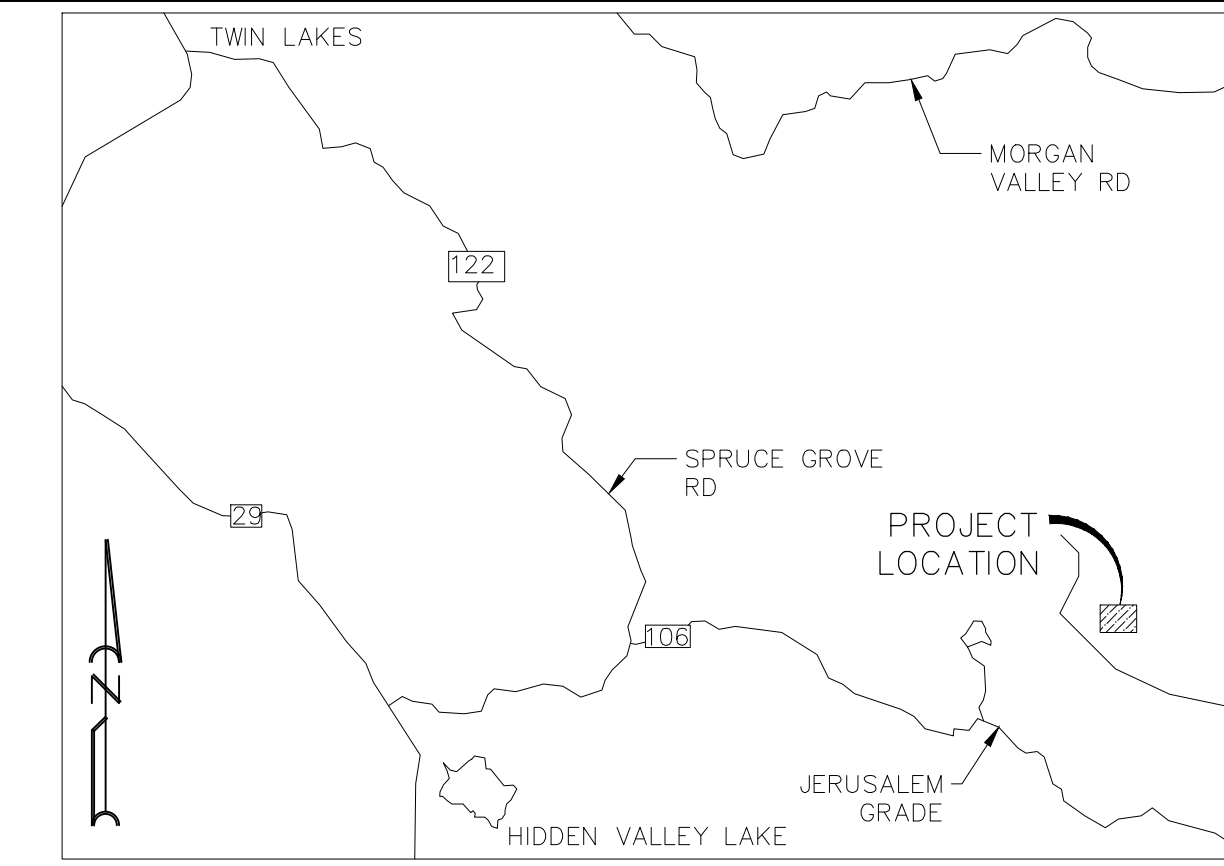 TWIN LAKES
MORGAN
VALLEY RD
122
SPRUCE GROVE
RD
29
PROJECT
LOCATION
106
N
JERUSALEM
GRADE
HIDDEN VALLEY LAKE